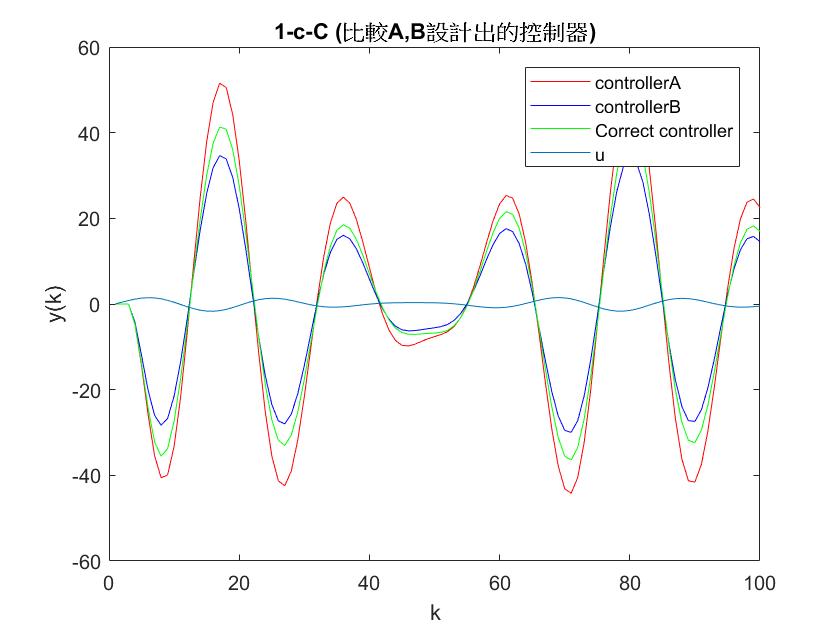 1-c-C (比較A,B設計出的控制器)
60
40
20
0
-20
-40
-60
y(k)
controllerA
controllerB
Correct controller
u
0 20 40 60 80 100
k